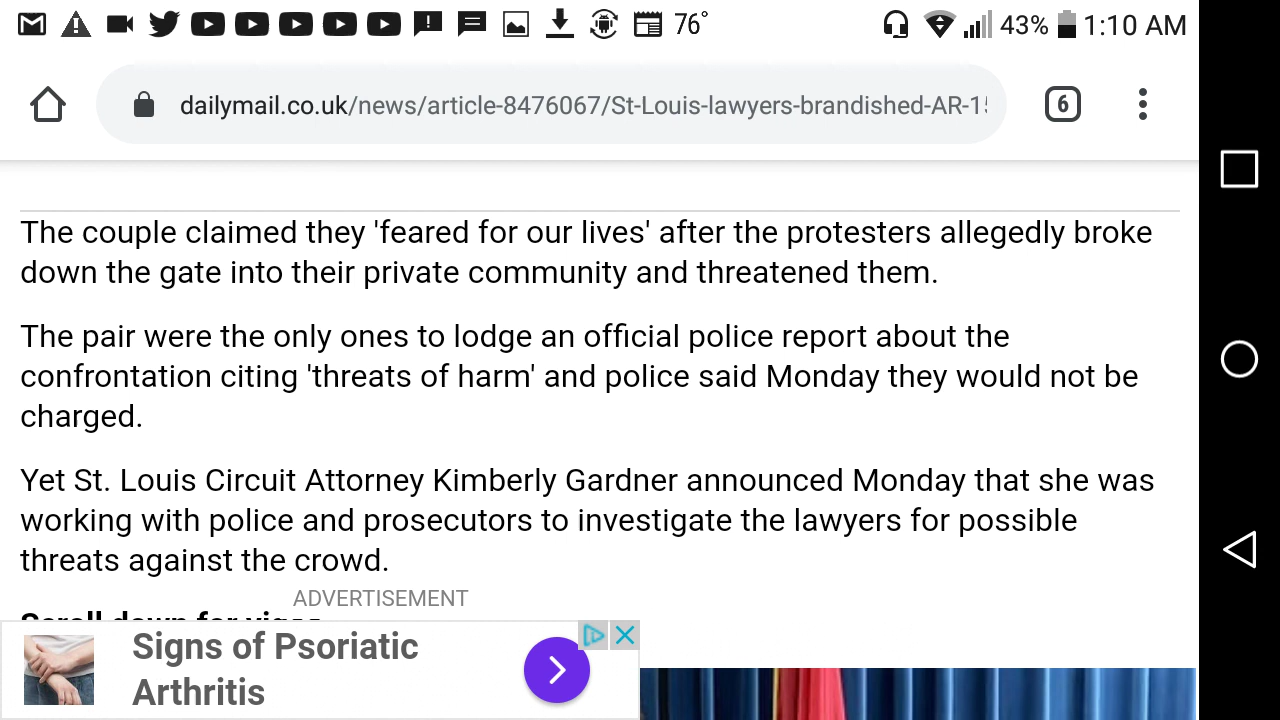 76°
43%
1:10 AM
dailymail.co.uk/news/article-8476067/St-Louis-lawyers-brandished-AR-15
6
The couple claimed they 'feared for our lives' after the protesters allegedly broke
down the gate into their private community and threatened them.
The pair were the only ones to lodge an official police report about the
confrontation citing 'threats of harm' and police said Monday they would not be
charged.
Yet St. Louis Circuit Attorney Kimberly Gardner announced Monday that she was
working with police and prosecutors to investigate the lawyers for possible
threats against the crowd.
ADVERTISEMENT
Scroll down for
Signs of Psoriatic
Arthritis